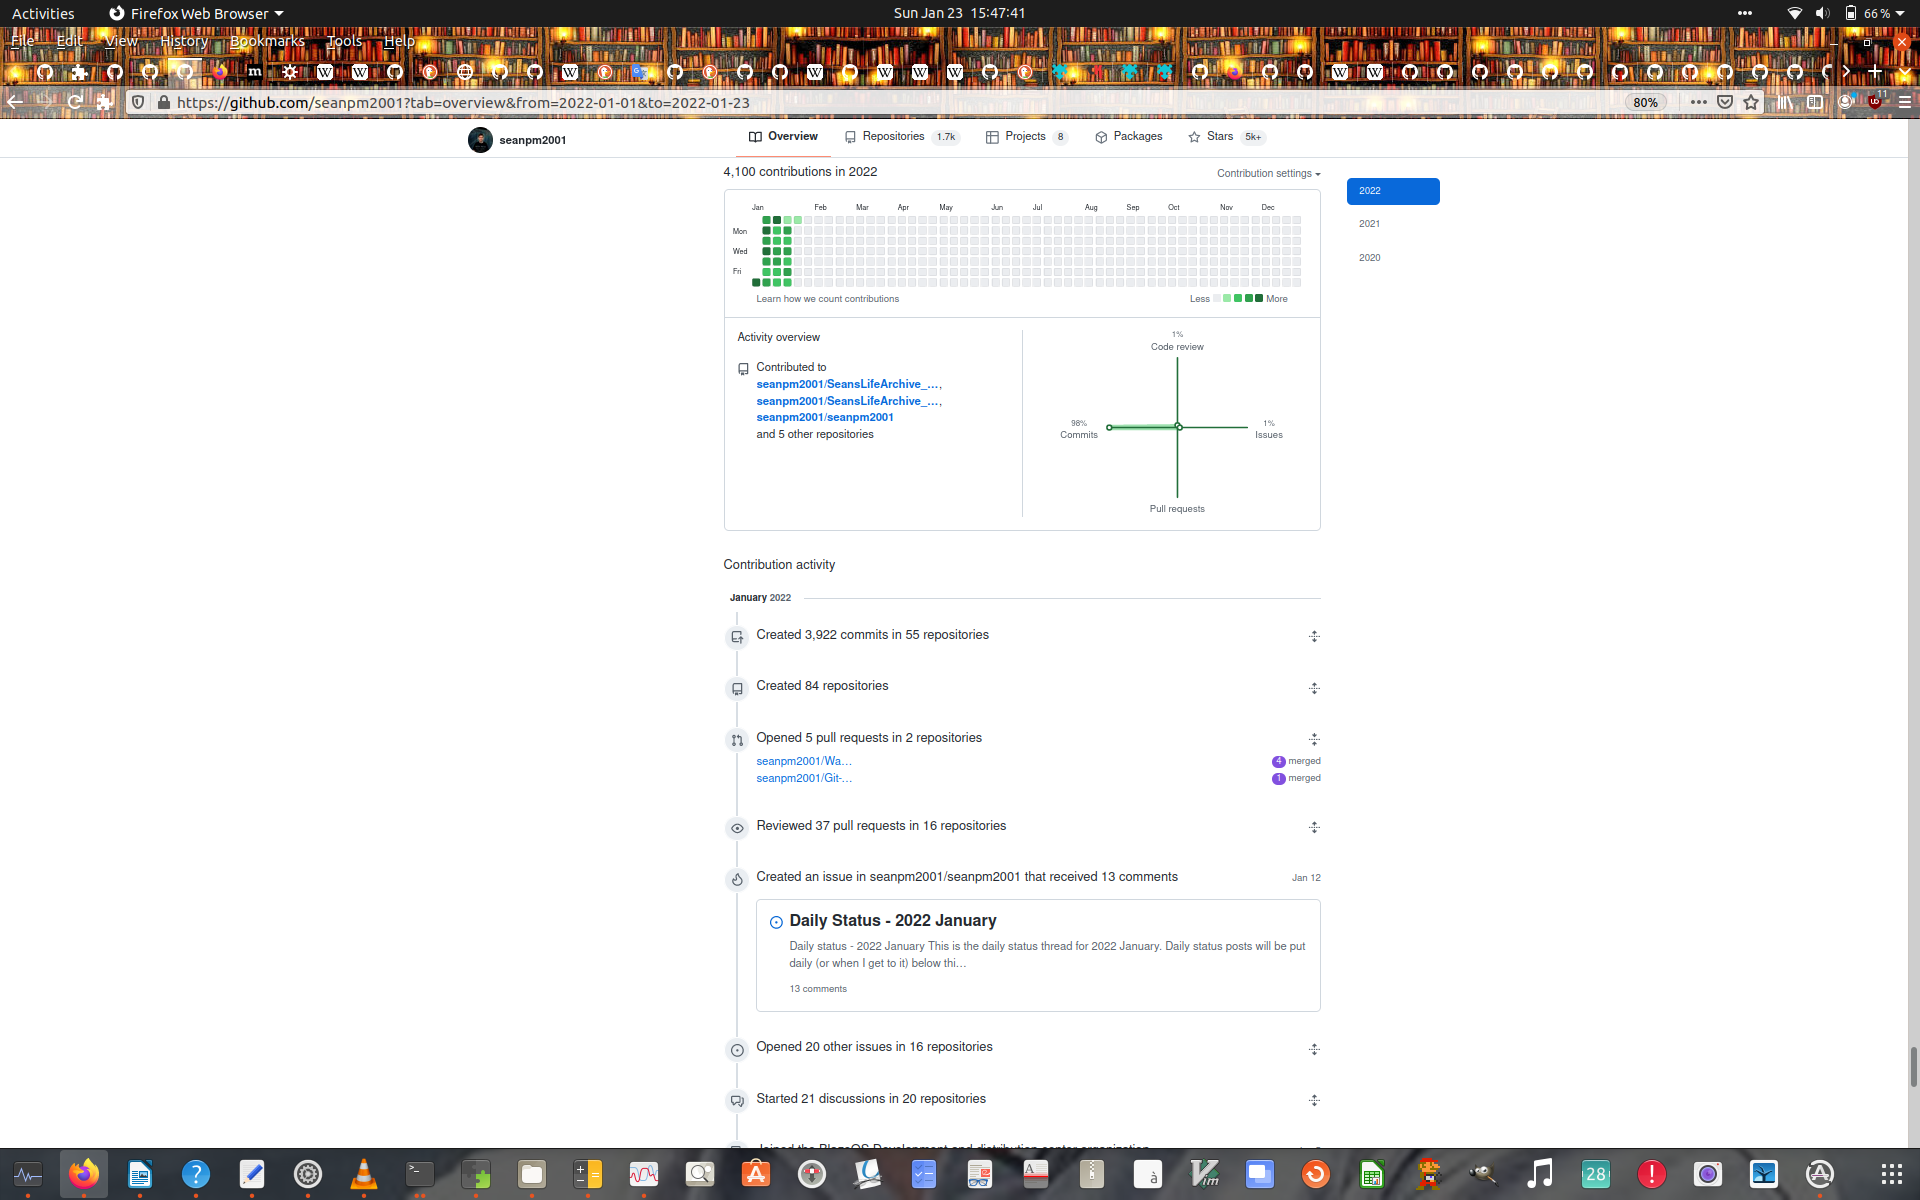 Activities
Firefox Web Browser
Sun Jan 23 15:47:41
66 %
File Edit View History Bookmarks Tools Help
https://github.com/seanpm2001?tab=overview&from=2022-01-01&to=2022-01-23
80%
11
seanpm2001
Overview
Repositories 1.7k
Projects 8
Packages
Stars 5k+
4,100 contributions in 2022
Contribution settings
2022
2021
2020
Jan Feb Mar Apr May Jun Jul Aug Sep Oct Nov Dec
Mon
Wed
Fri
Learn how we count contributions
Less More
Activity overview
Contributed to
seanpm2001/SeansLifeArchive_…,
seanpm2001/SeansLifeArchive_…,
seanpm2001/seanpm2001
and 5 other repositories
1%
Code review
98%
Commits
1%
Issues
Pull requests
Contribution activity
January 2022
Created 3,922 commits in 55 repositories
Created 84 repositories
Opened 5 pull requests in 2 repositories
seanpm2001/Wa… 4 merged
seanpm2001/Git-… 1 merged
Reviewed 37 pull requests in 16 repositories
Created an issue in seanpm2001/seanpm2001 that received 13 comments Jan 12
Daily Status - 2022 January
Daily status - 2022 January This is the daily status thread for 2022 January. Daily status posts will be put
daily (or when I get to it) below thi…
13 comments
Opened 20 other issues in 16 repositories
Started 21 discussions in 20 repositories
Joined the BlazeOS Development and distribution center organization
28